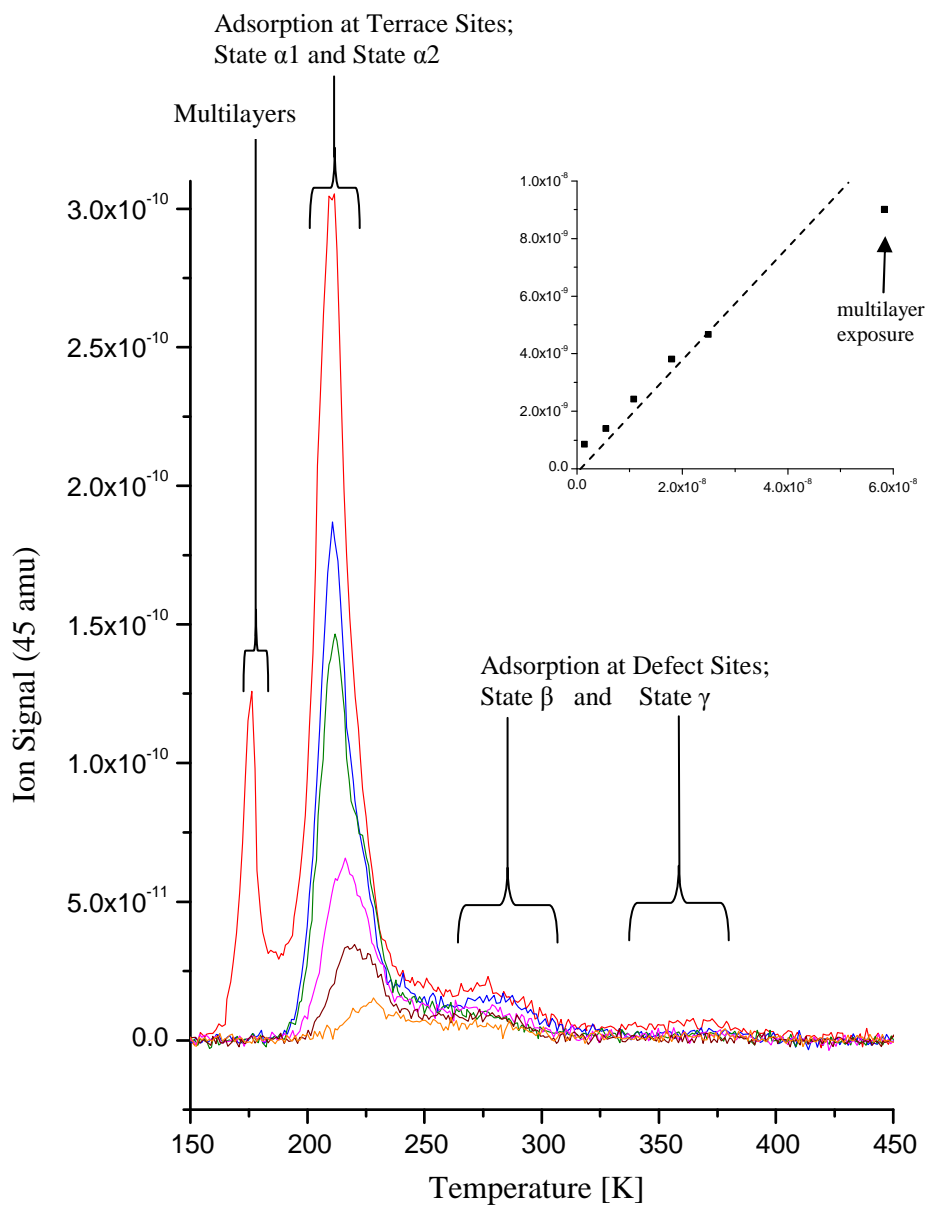 Adsorption at Terrace Sites;
State α1 and State α2
Multilayers
3.0x10⁻¹⁰
2.5x10⁻¹⁰
2.0x10⁻¹⁰
1.5x10⁻¹⁰
1.0x10⁻¹⁰
5.0x10⁻¹¹
0.0
Ion Signal (45 amu)
1.0x10⁻⁸
8.0x10⁻⁹
6.0x10⁻⁹
4.0x10⁻⁹
2.0x10⁻⁹
0.0
0.0 2.0x10⁻⁸ 4.0x10⁻⁸ 6.0x10⁻⁸
multilayer
exposure
Adsorption at Defect Sites;
State β and State γ
150 200 250 300 350 400 450
Temperature [K]